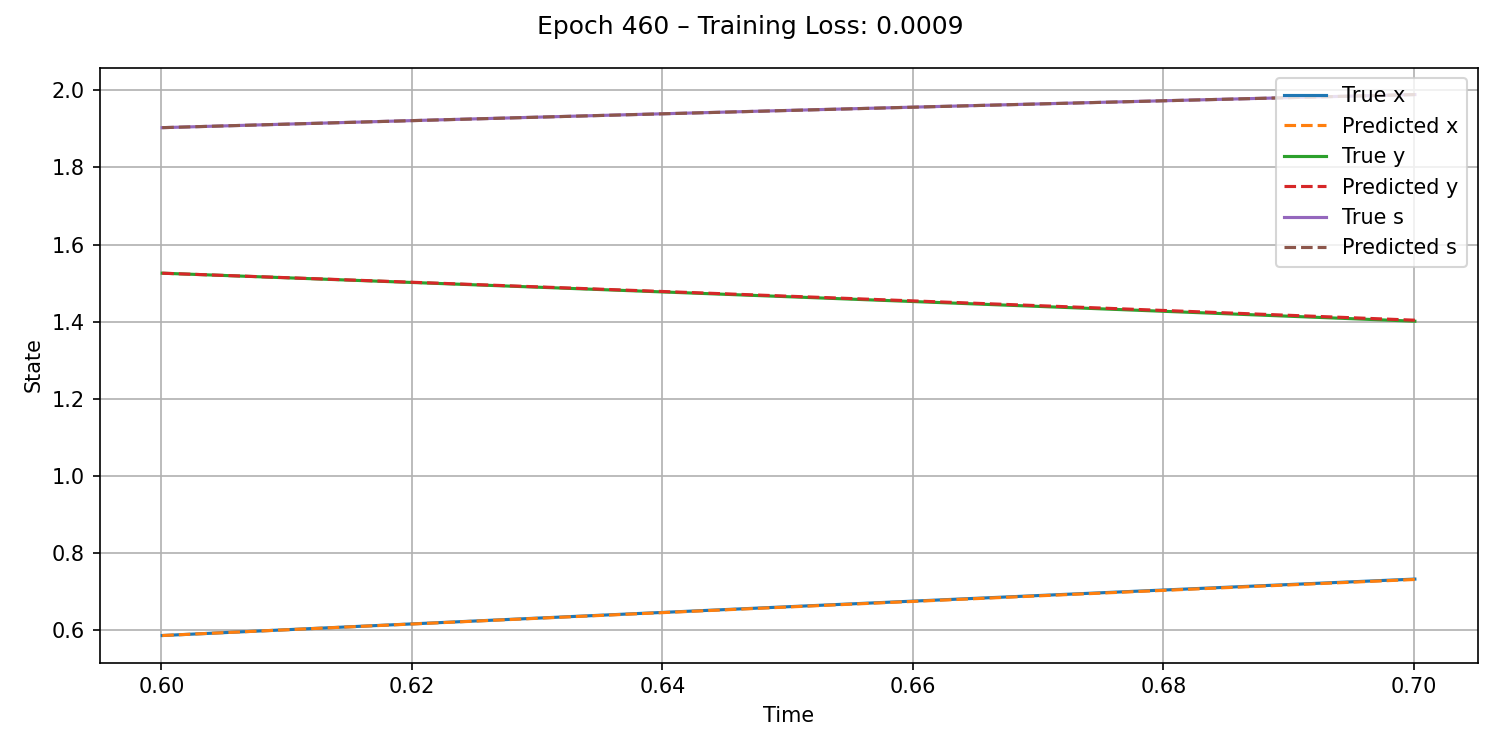 Epoch 460 – Training Loss: 0.0009
2.0
1.8
1.6
1.4
1.2
1.0
0.8
0.6
State
True x
Predicted x
True y
Predicted y
True s
Predicted s
0.60
0.62
0.64
0.66
0.68
0.70
Time